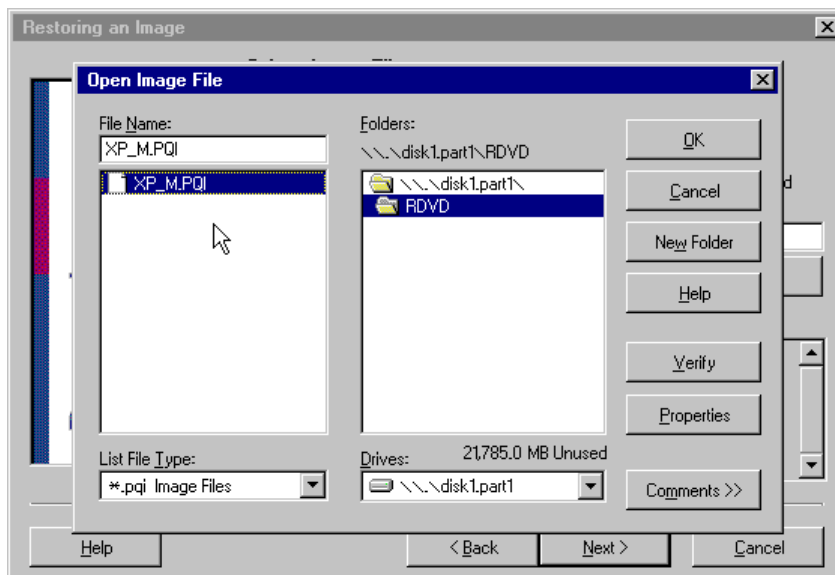 Restoring an Image
Open Image File
File Name:
XP_M.PQI
XP_M.PQI
List File Type:
*.pqi Image Files
Folders:
\\.\disk1.part1\RDVD
\\.\disk1.part1\
RDVD
Drives:
21,785.0 MB Unused
\\.\disk1.part1
OK
Cancel
New Folder
Help
Verify
Properties
Comments >>
Help
< Back
Next >
Cancel